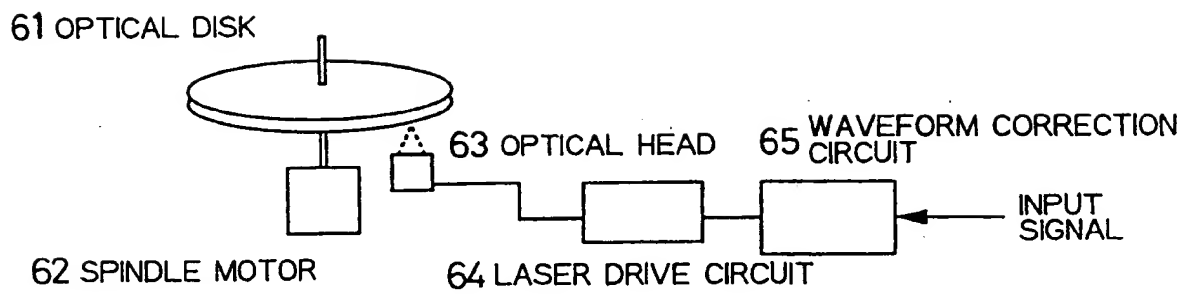 61 OPTICAL DISK
63 OPTICAL HEAD
65 WAVEFORM CORRECTION
CIRCUIT
INPUT
SIGNAL
62 SPINDLE MOTOR
64 LASER DRIVE CIRCUIT